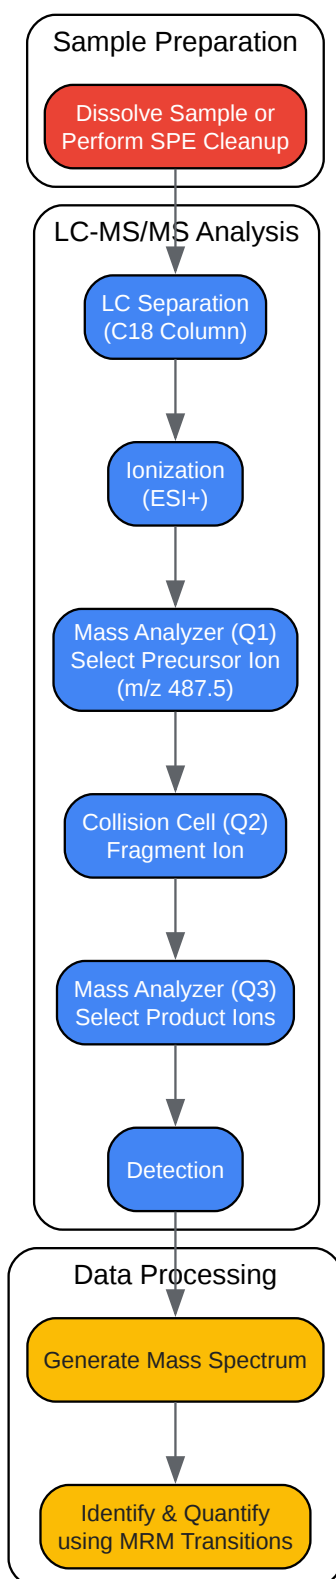 Sample Preparation
Dissolve Sample or
Perform SPE Cleanup
LC-MS/MS Analysis
LC Separation
(C18 Column)
Ionization
(ESI+)
Mass Analyzer (Q1)
Select Precursor Ion
(m/z 487.5)
Collision Cell (Q2)
Fragment Ion
Mass Analyzer (Q3)
Select Product Ions
Detection
Data Processing
Generate Mass Spectrum
Identify & Quantify
using MRM Transitions